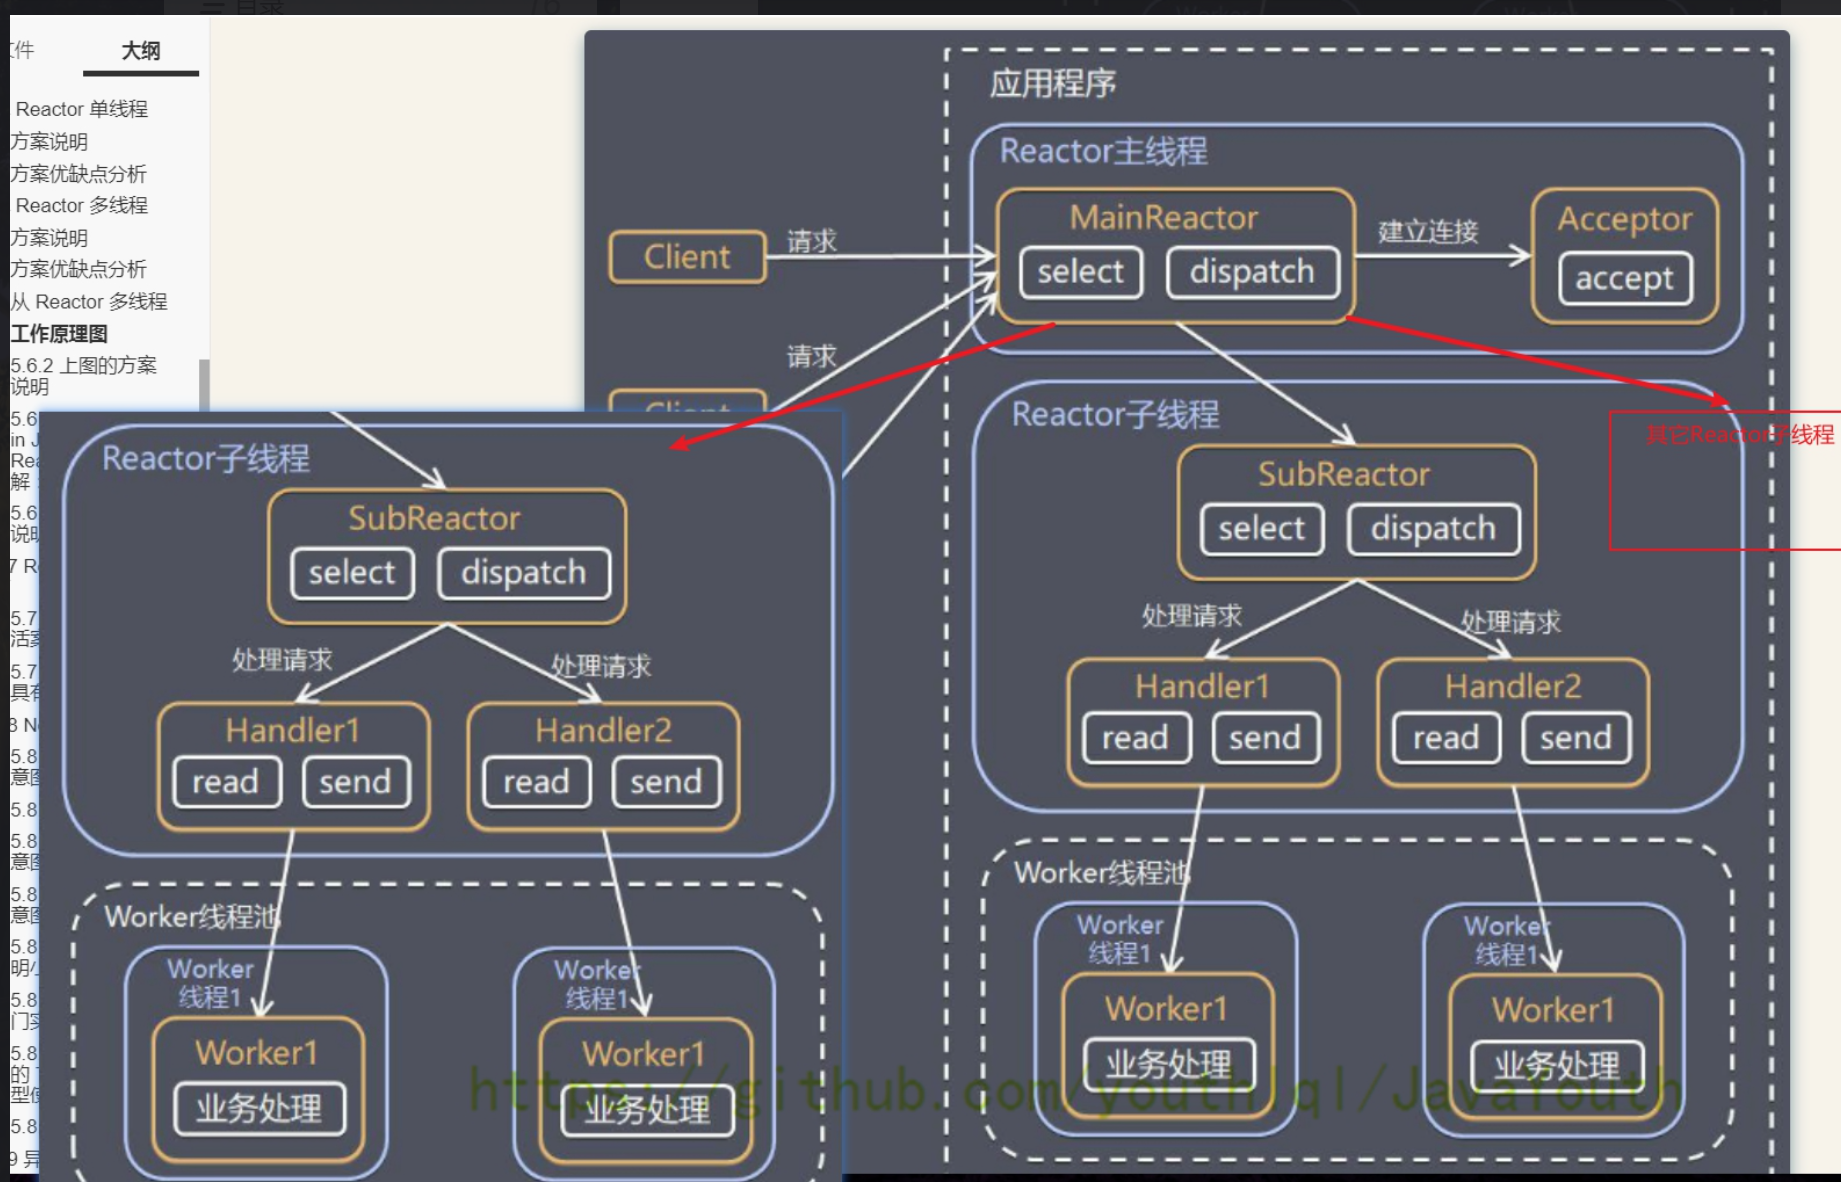 目录
文件
大纲
Reactor 单线程
方案说明
方案优缺点分析
Reactor 多线程
方案说明
方案优缺点分析
从 Reactor 多线程
工作原理图
5.6.2 上图的方案
说明
5.6
in J
Rea
解：
5.6
说明
7 R
5.7
活案
5.7
具有
8 N
5.8
意图
5.8
5.8
意图
5.8
意图
5.8
明/
5.8
门实
5.8
的
型使
5.8
9 异
应用程序
Reactor主线程
MainReactor
select
dispatch
建立连接
Acceptor
accept
Client
请求
请求
Client
Reactor子线程
其它Reactor子线程
SubReactor
select
dispatch
处理请求
处理请求
Handler1
read
send
Handler2
read
send
Worker线程池
Worker
线程1
Worker1
业务处理
Worker
线程1
Worker1
业务处理
Reactor子线程
SubReactor
select
dispatch
处理请求
处理请求
Handler1
read
send
Handler2
read
send
Worker线程池
Worker
线程1
Worker1
业务处理
Worker
线程1
Worker1
业务处理
https://github.com/youthlql/JavaYouth